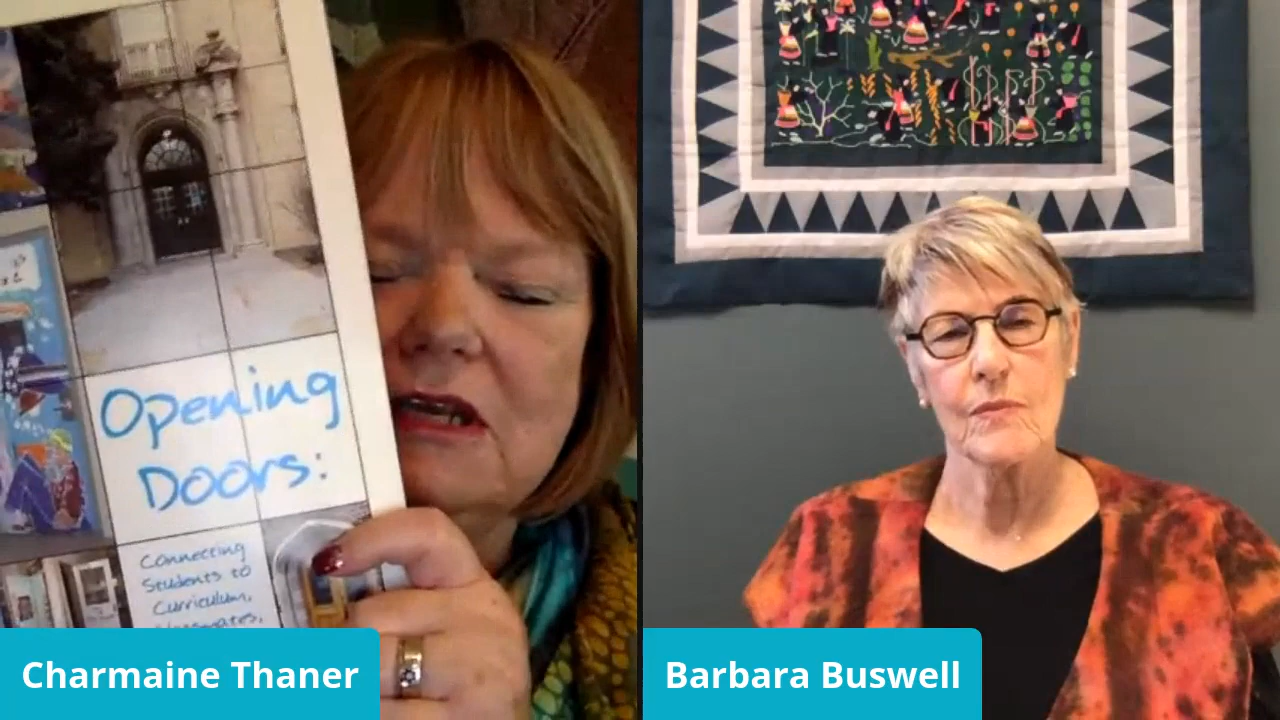 Opening
Doors:
Connecting
Students to
Curriculum,
Charmaine Thaner
Barbara Buswell